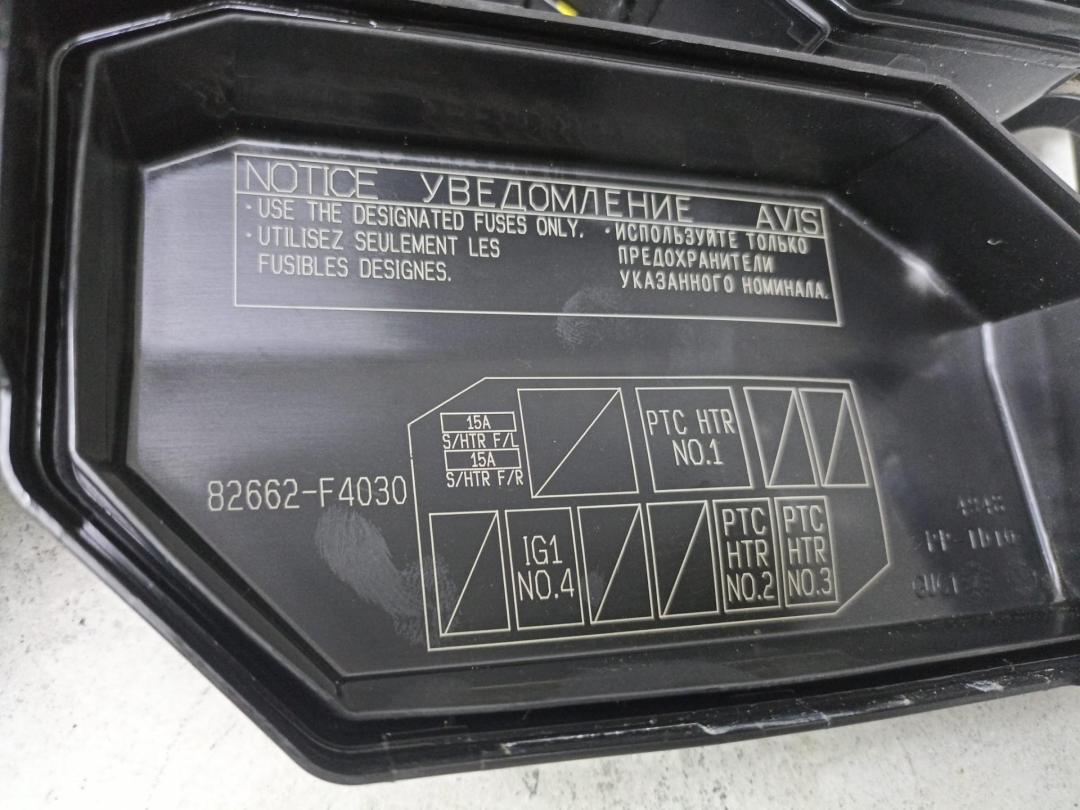 NOTICE УВЕДОМЛЕНИЕ AVIS
· USE THE DESIGNATED FUSES ONLY.
· UTILISEZ SEULEMENT LES
FUSIBLES DESIGNES.
· ИСПОЛЬЗУЙТЕ ТОЛЬКО
ПРЕДОХРАНИТЕЛИ
УКАЗАННОГО НОМИНАЛА.
15A
S/HTR F/L
15A
S/HTR F/R
PTC HTR
NO.1
82662-F4030
IG1
NO.4
PTC
HTR
NO.2
PTC
HTR
NO.3